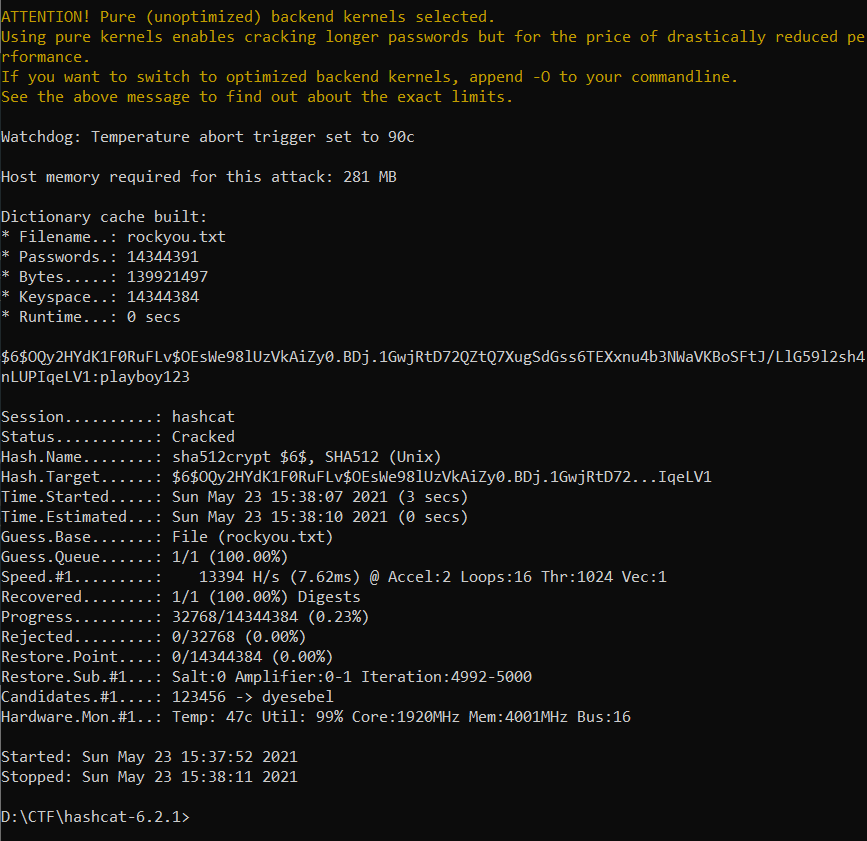 ATTENTION! Pure (unoptimized) backend kernels selected.
Using pure kernels enables cracking longer passwords but for the price of drastically reduced pe
rformance.
If you want to switch to optimized backend kernels, append -O to your commandline.
See the above message to find out about the exact limits.
Watchdog: Temperature abort trigger set to 90c
Host memory required for this attack: 281 MB
Dictionary cache built:
* Filename..: rockyou.txt
* Passwords.: 14344391
* Bytes.....: 139921497
* Keyspace..: 14344384
* Runtime...: 0 secs
$6$OQy2HYdK1F0RuFLv$OEsWe98lUzVkAiZy0.BDj.1GwjRtD72QZtQ7XugSdGss6TEXxnu4b3NWaVKBoSFtJ/LlG59l2sh4
nLUPIqeLV1:playboy123
Session..........: hashcat
Status...........: Cracked
Hash.Name........: sha512crypt $6$, SHA512 (Unix)
Hash.Target......: $6$OQy2HYdK1F0RuFLv$OEsWe98lUzVkAiZy0.BDj.1GwjRtD72...IqeLV1
Time.Started.....: Sun May 23 15:38:07 2021 (3 secs)
Time.Estimated...: Sun May 23 15:38:10 2021 (0 secs)
Guess.Base.......: File (rockyou.txt)
Guess.Queue......: 1/1 (100.00%)
Speed.#1.........:    13394 H/s (7.62ms) @ Accel:2 Loops:16 Thr:1024 Vec:1
Recovered........: 1/1 (100.00%) Digests
Progress.........: 32768/14344384 (0.23%)
Rejected.........: 0/32768 (0.00%)
Restore.Point....: 0/14344384 (0.00%)
Restore.Sub.#1...: Salt:0 Amplifier:0-1 Iteration:4992-5000
Candidates.#1....: 123456 -> dyesebel
Hardware.Mon.#1..: Temp: 47c Util: 99% Core:1920MHz Mem:4001MHz Bus:16
Started: Sun May 23 15:37:52 2021
Stopped: Sun May 23 15:38:11 2021
D:\CTF\hashcat-6.2.1>